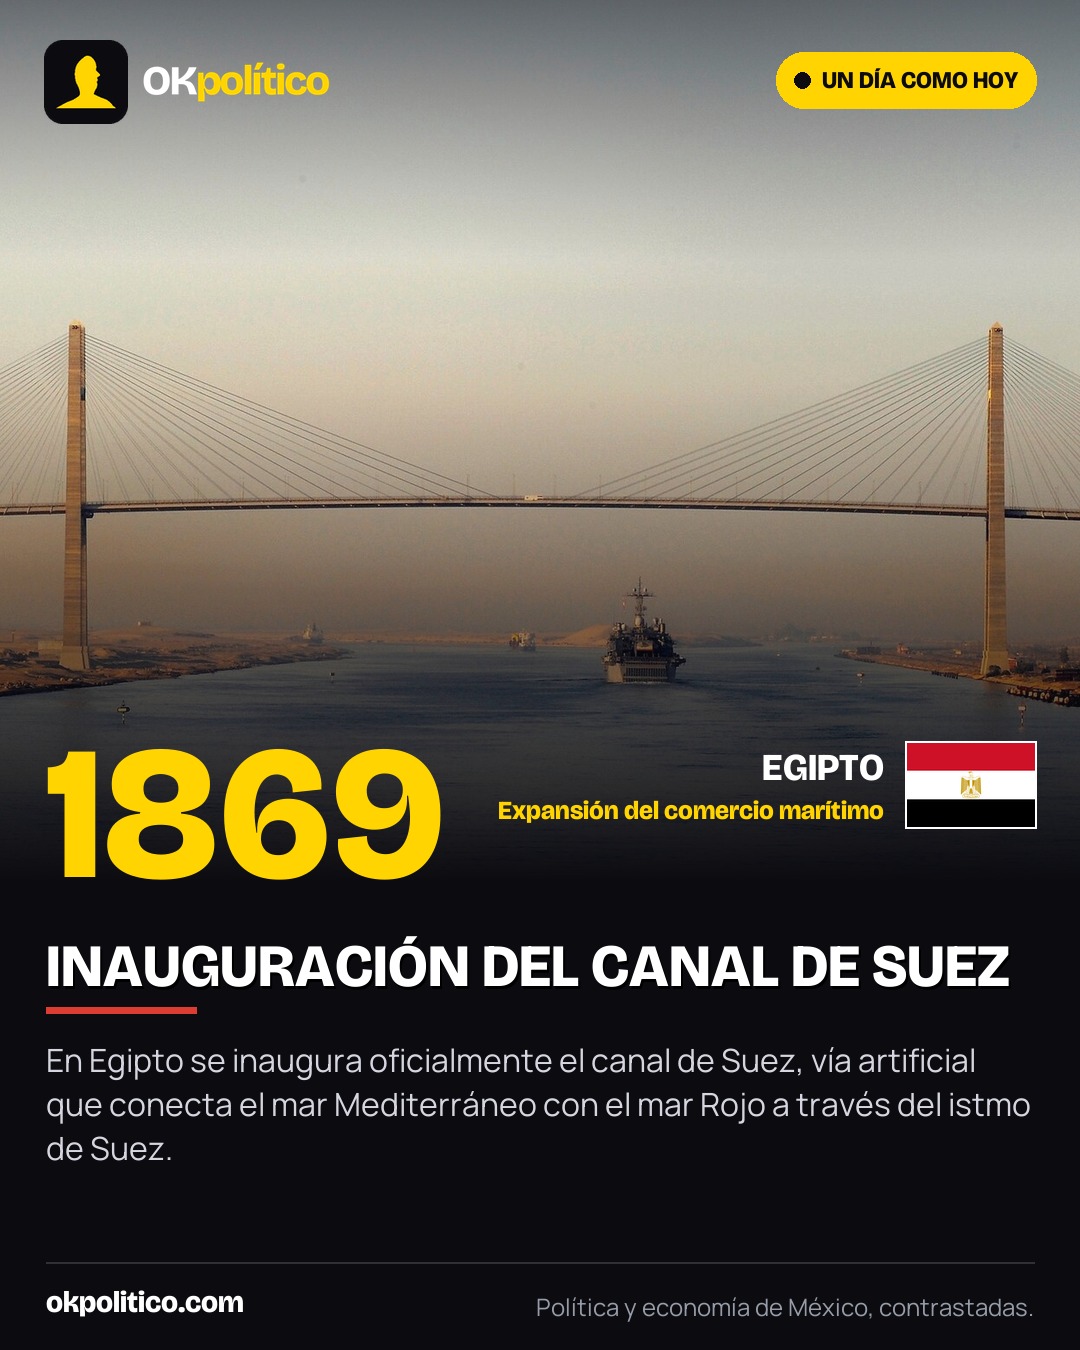 OKpolítico
UN DÍA COMO HOY
1869
EGIPTO
Expansión del comercio marítimo
INAUGURACIÓN DEL CANAL DE SUEZ
En Egipto se inaugura oficialmente el canal de Suez, vía artificial
que conecta el mar Mediterráneo con el mar Rojo a través del istmo
de Suez.
okpolitico.com
Política y economía de México, contrastadas.